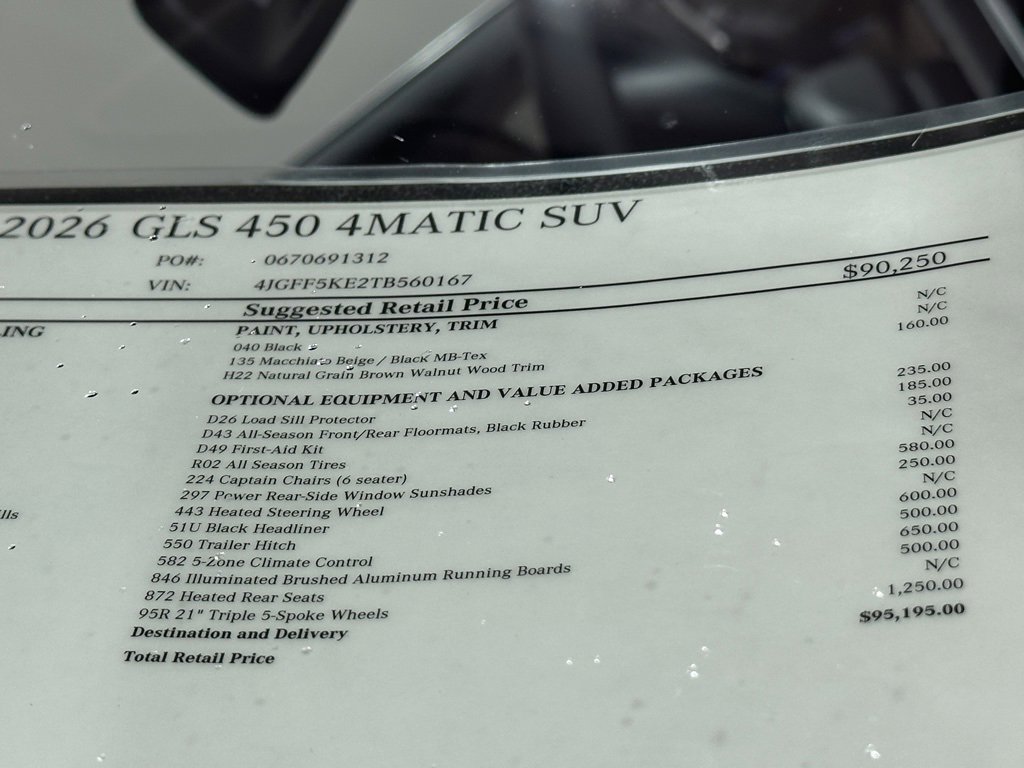 2026 GLS 450 4MATIC SUV
PO#: 0670691312
VIN: 4JGFF5KE2TB560167
Suggested Retail Price $90,250
LING PAINT, UPHOLSTERY, TRIM
040 Black N/C
135 Macchiato Beige / Black MB-Tex N/C
H22 Natural Grain Brown Walnut Wood Trim 160.00
OPTIONAL EQUIPMENT AND VALUE ADDED PACKAGES
D26 Load Sill Protector 235.00
D43 All-Season Front/Rear Floormats, Black Rubber 185.00
D49 First-Aid Kit 35.00
R02 All Season Tires N/C
224 Captain Chairs (6 seater) N/C
297 Power Rear-Side Window Sunshades 580.00
443 Heated Steering Wheel 250.00
51U Black Headliner N/C
550 Trailer Hitch 600.00
582 5-Zone Climate Control 500.00
846 Illuminated Brushed Aluminum Running Boards 650.00
872 Heated Rear Seats 500.00
95R 21" Triple 5-Spoke Wheels N/C
Destination and Delivery 1,250.00
Total Retail Price $95,195.00